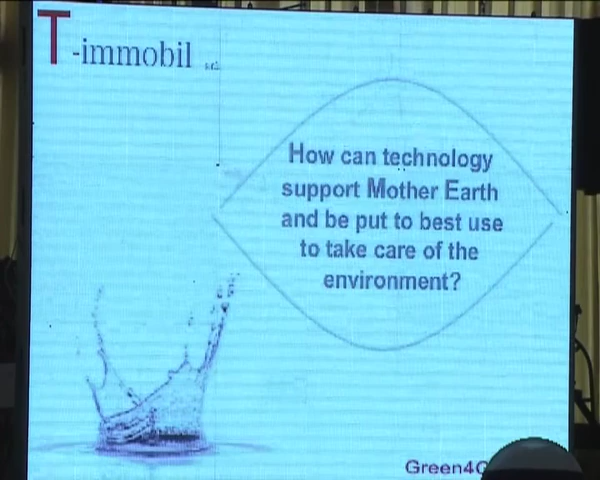 T-immobil s.r.l.
How can technology
support Mother Earth
and be put to best use
to take care of the
environment?